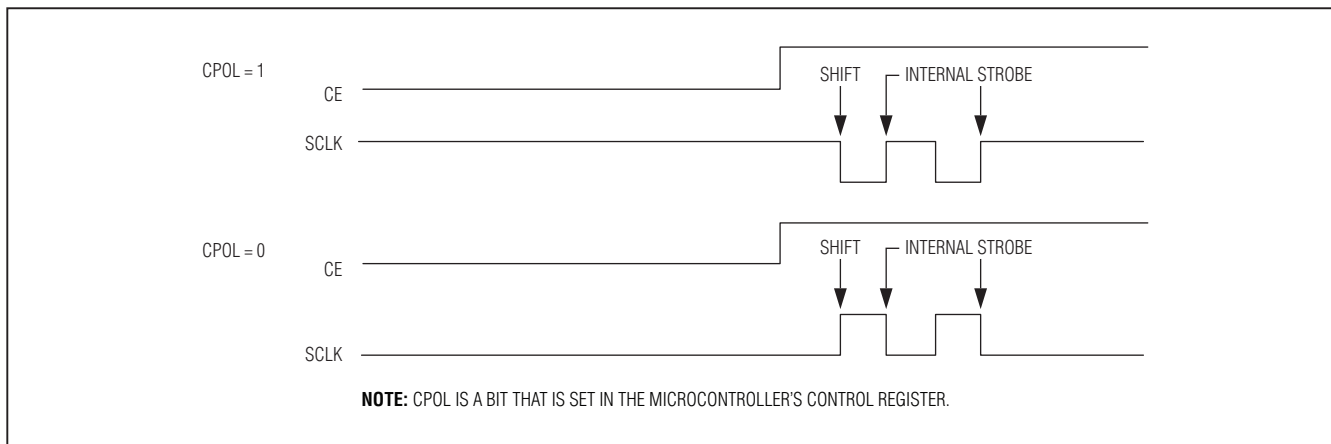 CPOL = 1
CE
SHIFT
INTERNAL STROBE
SCLK
CPOL = 0
CE
SHIFT
INTERNAL STROBE
SCLK
NOTE: CPOL IS A BIT THAT IS SET IN THE MICROCONTROLLER'S CONTROL REGISTER.